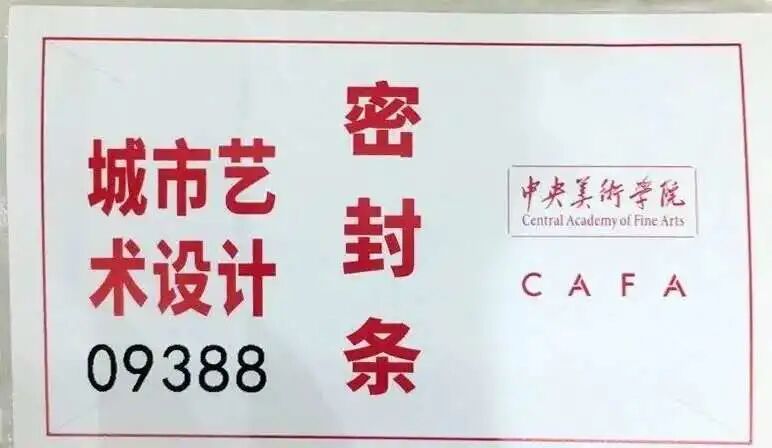 城市艺
术设计
09388
密
封
条
中央美術学院
Central Academy of Fine Arts
CAFA